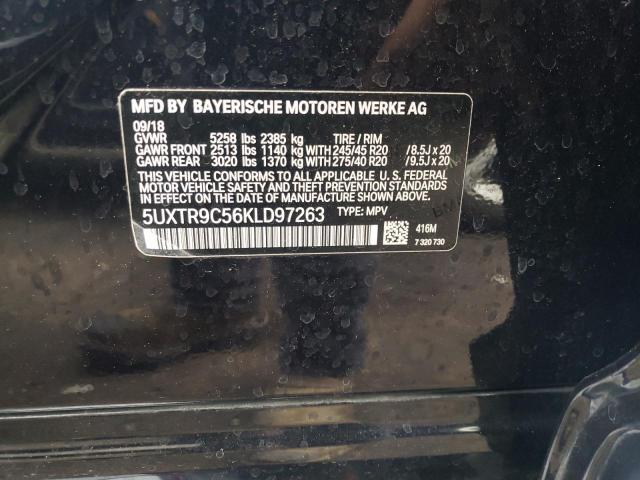 MFD BY BAYERISCHE MOTOREN WERKE AG
09/18
GVWR 5258 lbs 2385 kg TIRE / RIM
GAWR FRONT 2513 lbs 1140 kg WITH 245/45 R20 / 8.5J x 20
GAWR REAR 3020 lbs 1370 kg WITH 275/40 R20 / 9.5J x 20
THIS VEHICLE CONFORMS TO ALL APPLICABLE U. S. FEDERAL
MOTOR VEHICLE SAFETY, BUMPER, AND THEFT PREVENTION
STANDARDS IN EFFECT ON THE DATE OF MANUFACTURE SHOWN ABOVE.
5UXTR9C56KLD97263 TYPE: MPV
416M
7 320 730